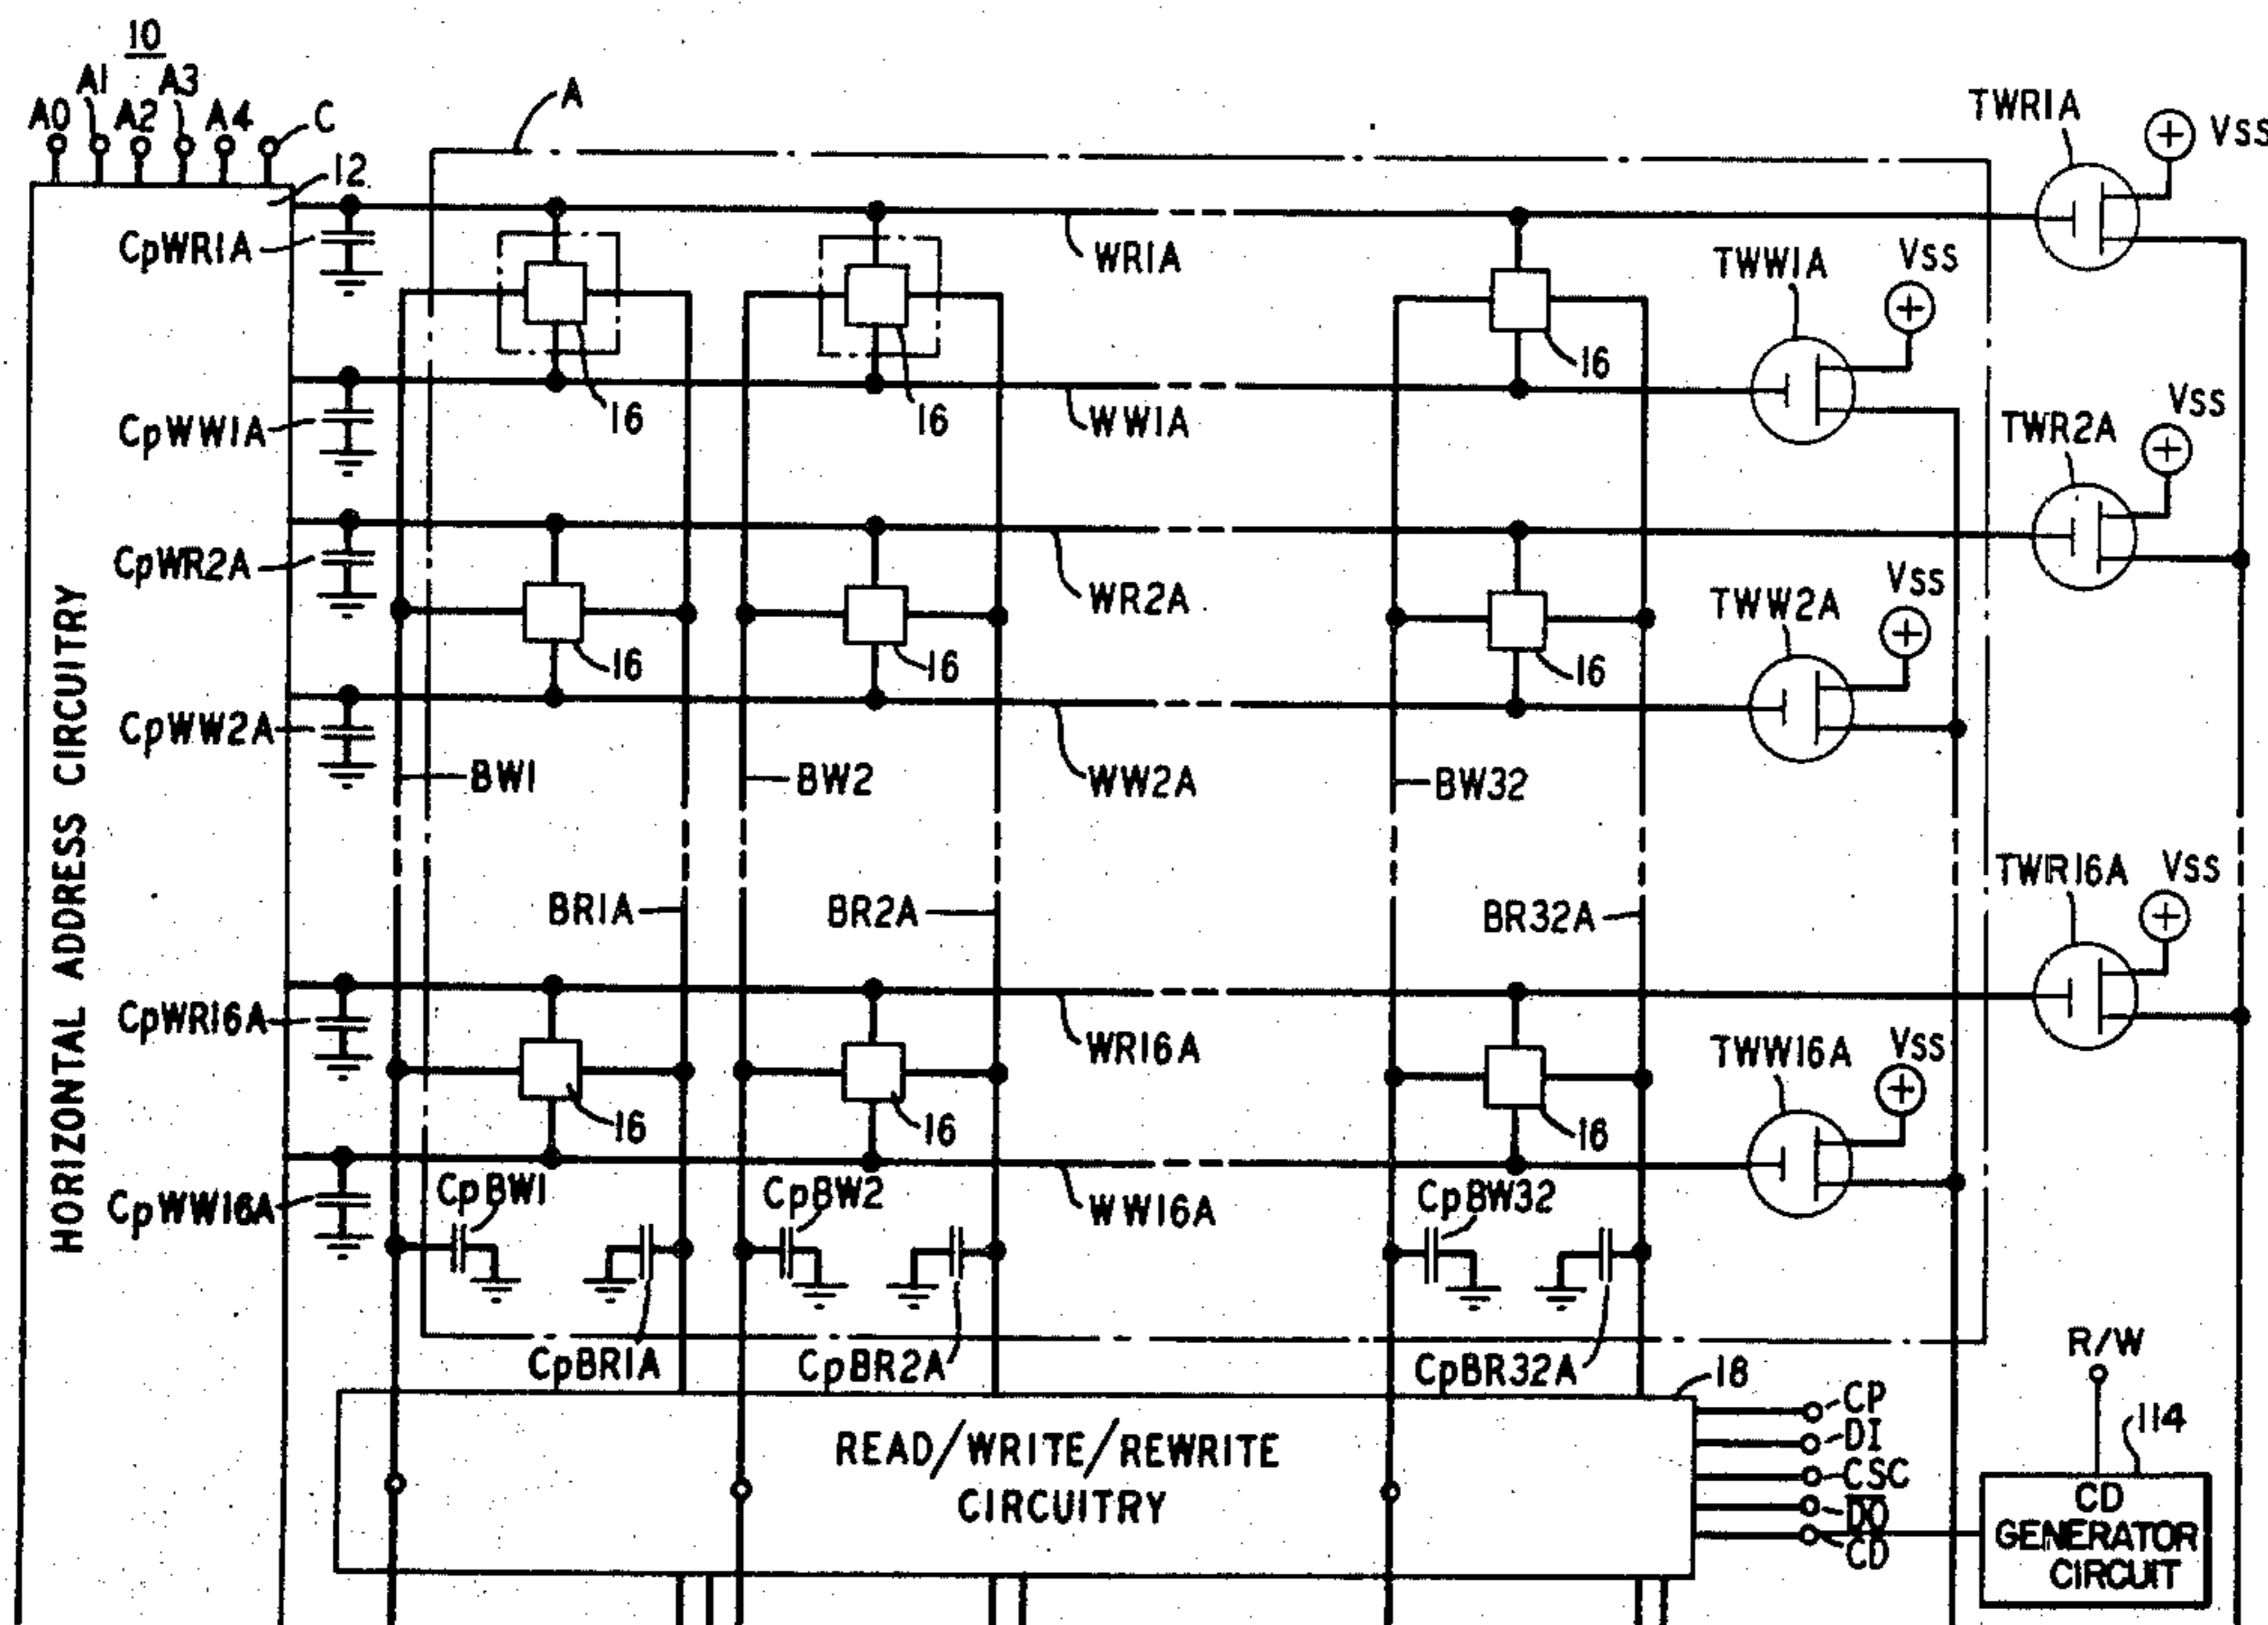 10
A0 A1 A2 A3 A4 C
A
12
TWR1A
VSS
CpWR1A
WR1A
TWW1A
VSS
16
16
16
CpWW1A
WW1A
TWR2A
VSS
CpWR2A
WR2A
TWW2A
VSS
16
16
16
CpWW2A
BW1
BW2
WW2A
BW32
HORIZONTAL ADDRESS CIRCUITRY
BR1A
BR2A
BR32A
TWR16A
VSS
CpWR16A
WR16A
TWW16A
VSS
16
16
16
CpWW16A
CpBW1
CpBW2
WW16A
CpBW32
CpBR1A
CpBR2A
CpBR32A
R/W
18
CP
114
READ/WRITE/REWRITE
CIRCUITRY
DI
CSC
D̅O̅
CD
CD
GENERATOR
CIRCUIT